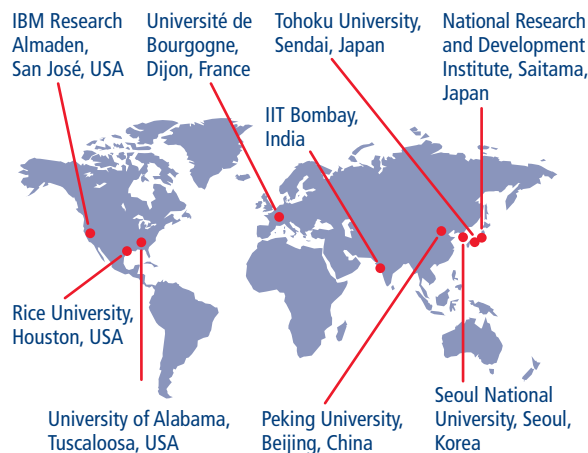 IBM Research
Almaden,
San José, USA
Université de
Bourgogne,
Dijon, France
Tohoku University,
Sendai, Japan
National Research
and Development
Institute, Saitama,
Japan
IIT Bombay,
India
Rice University,
Houston, USA
University of Alabama,
Tuscaloosa, USA
Peking University,
Beijing, China
Seoul National
University, Seoul,
Korea